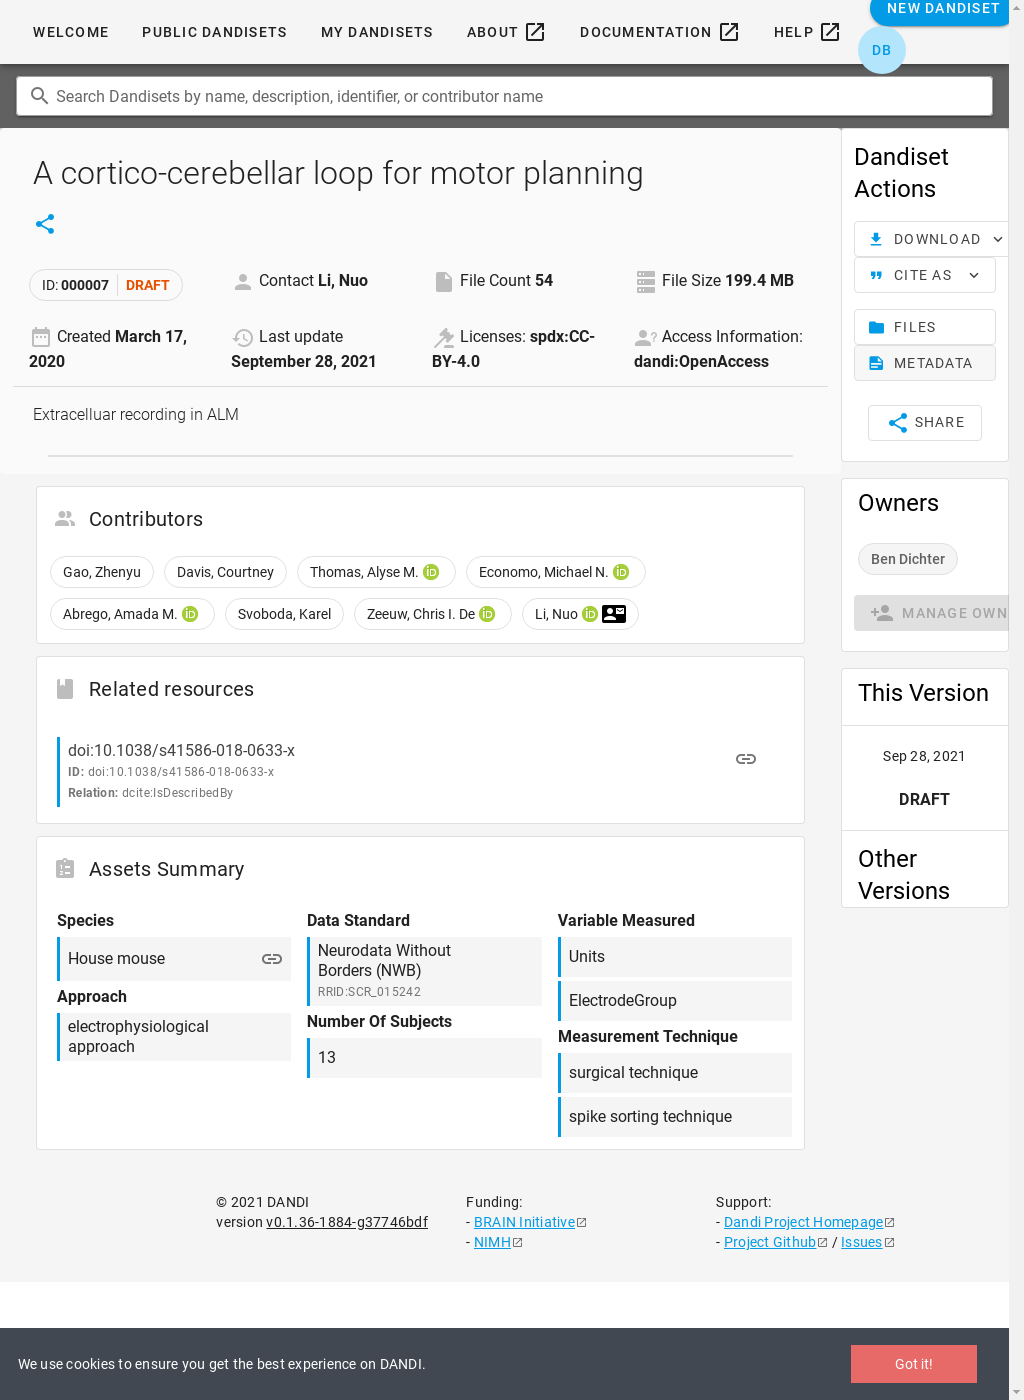 NEW DANDISET
WELCOME PUBLIC DANDISETS MY DANDISETS ABOUT DOCUMENTATION HELP
DB
Search Dandisets by name, description, identifier, or contributor name
A cortico-cerebellar loop for motor planning
ID: 000007 DRAFT
Contact Li, Nuo
File Count 54
File Size 199.4 MB
Created March 17,
2020
Last update
September 28, 2021
Licenses: spdx:CC-
BY-4.0
Access Information:
dandi:OpenAccess
Extracelluar recording in ALM
Dandiset
Actions
DOWNLOAD
CITE AS
FILES
METADATA
SHARE
Contributors
Gao, Zhenyu Davis, Courtney Thomas, Alyse M. iD Economo, Michael N. iD
Abrego, Amada M. iD Svoboda, Karel Zeeuw, Chris I. De iD Li, Nuo iD
Owners
Ben Dichter
MANAGE OWN
Related resources
doi:10.1038/s41586-018-0633-x
ID: doi:10.1038/s41586-018-0633-x
Relation: dcite:IsDescribedBy
This Version
Sep 28, 2021
DRAFT
Other
Versions
Assets Summary
Species
House mouse
Approach
electrophysiological
approach
Data Standard
Neurodata Without
Borders (NWB)
RRID:SCR_015242
Number Of Subjects
13
Variable Measured
Units
ElectrodeGroup
Measurement Technique
surgical technique
spike sorting technique
© 2021 DANDI
version v0.1.36-1884-g37746bdf
Funding:
- BRAIN Initiative
- NIMH
Support:
- Dandi Project Homepage
- Project Github / Issues
We use cookies to ensure you get the best experience on DANDI.
Got it!